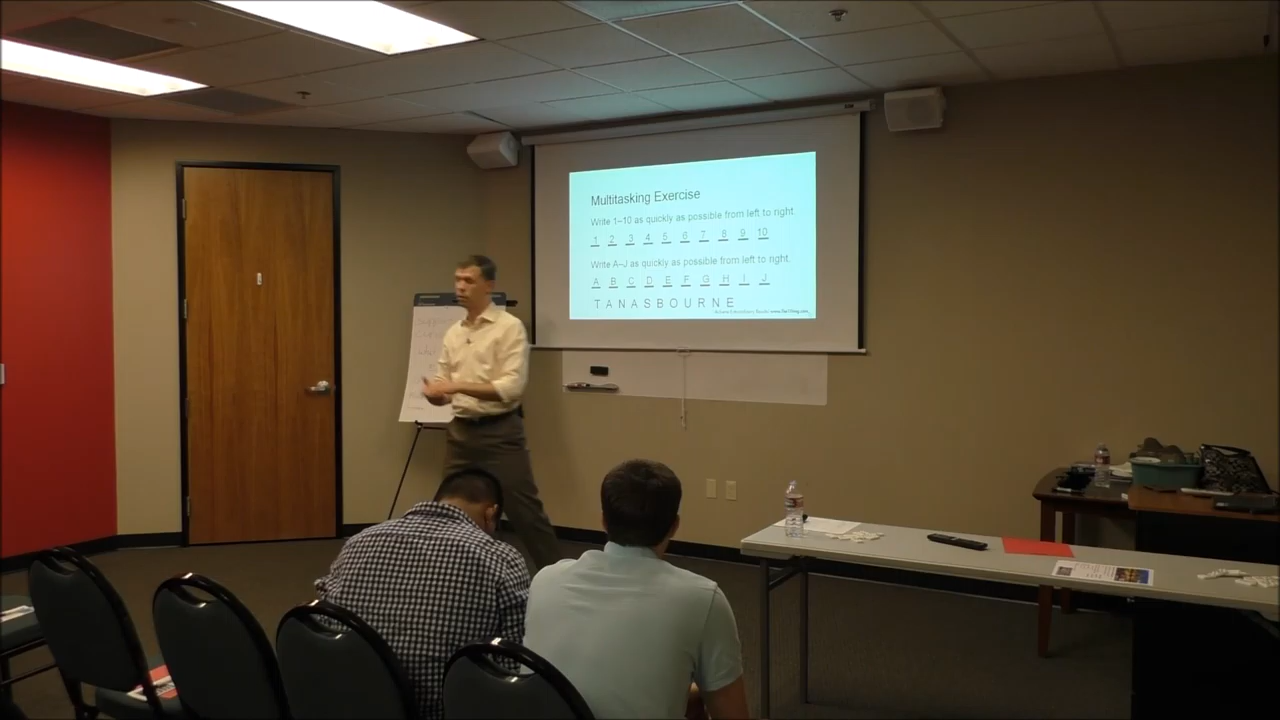 Multitasking Exercise
Write 1–10 as quickly as possible from left to right.
1 2 3 4 5 6 7 8 9 10
Write A–J as quickly as possible from left to right.
A B C D E F G H I J
T A N A S B O U R N E